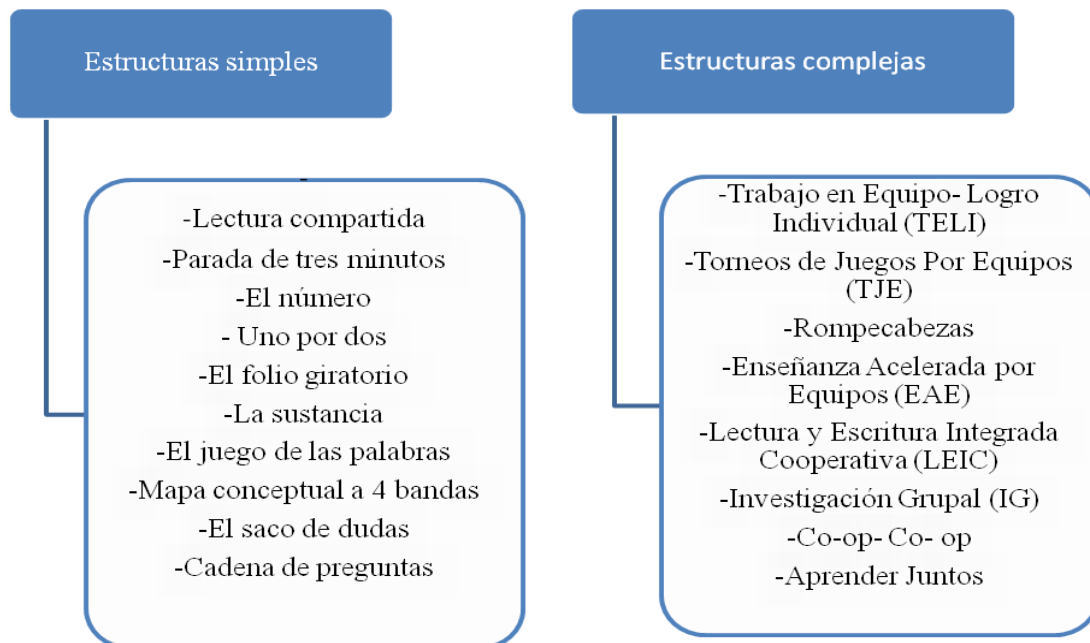 Estructuras simples
-Lectura compartida
-Parada de tres minutos
-El número
- Uno por dos
-El folio giratorio
-La sustancia
-El juego de las palabras
-Mapa conceptual a 4 bandas
-El saco de dudas
-Cadena de preguntas
Estructuras complejas
-Trabajo en Equipo- Logro
Individual (TELI)
-Torneos de Juegos Por Equipos
(TJE)
-Rompecabezas
-Enseñanza Acelerada por
Equipos (EAE)
-Lectura y Escritura Integrada
Cooperativa (LEIC)
-Investigación Grupal (IG)
-Co-op- Co- op
-Aprender Juntos